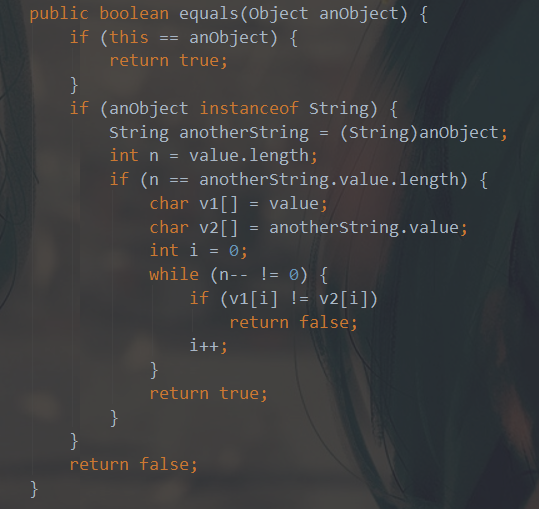 public boolean equals(Object anObject) {
    if (this == anObject) {
        return true;
    }
    if (anObject instanceof String) {
        String anotherString = (String)anObject;
        int n = value.length;
        if (n == anotherString.value.length) {
            char v1[] = value;
            char v2[] = anotherString.value;
            int i = 0;
            while (n-- != 0) {
                if (v1[i] != v2[i])
                    return false;
                i++;
            }
            return true;
        }
    }
    return false;
}